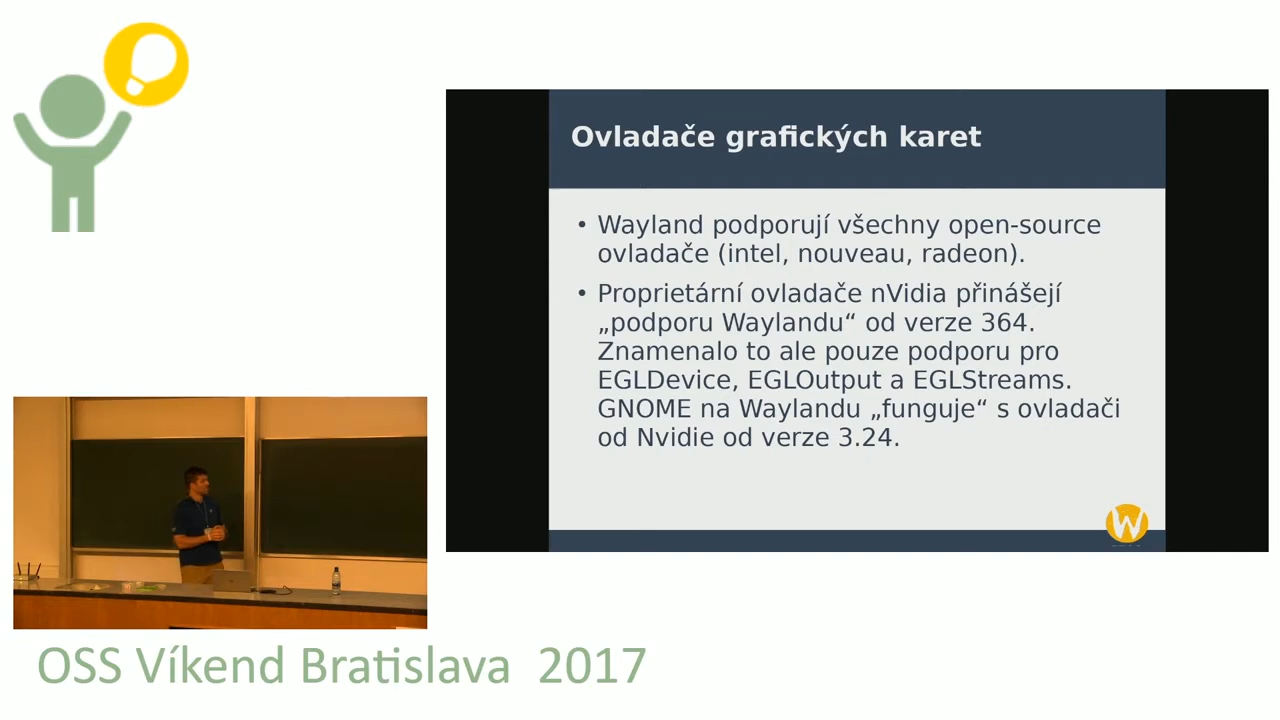 Ovladače grafických karet
• Wayland podporují všechny open-source
ovladače (intel, nouveau, radeon).
• Proprietární ovladače nVidia přinášejí
„podporu Waylandu“ od verze 364.
Znamenalo to ale pouze podporu pro
EGLDevice, EGLOutput a EGLStreams.
GNOME na Waylandu „funguje“ s ovladači
od Nvidie od verze 3.24.
W
OSS Víkend Bratislava 2017